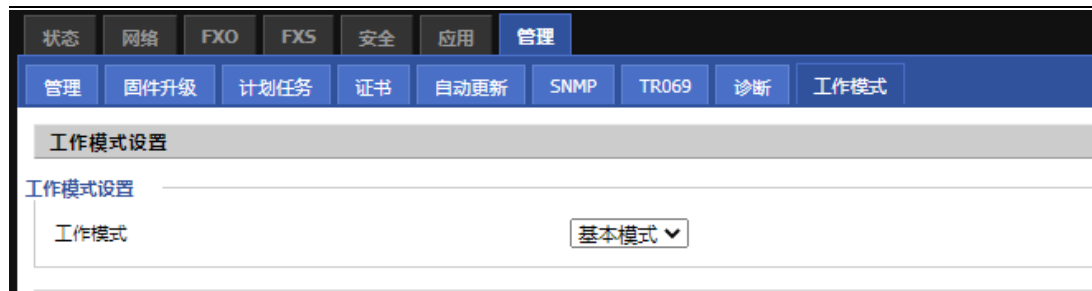 状态 网络 FXO FXS 安全 应用 管理
管理 固件升级 计划任务 证书 自动更新 SNMP TR069 诊断 工作模式
工作模式设置
工作模式设置
工作模式 基本模式